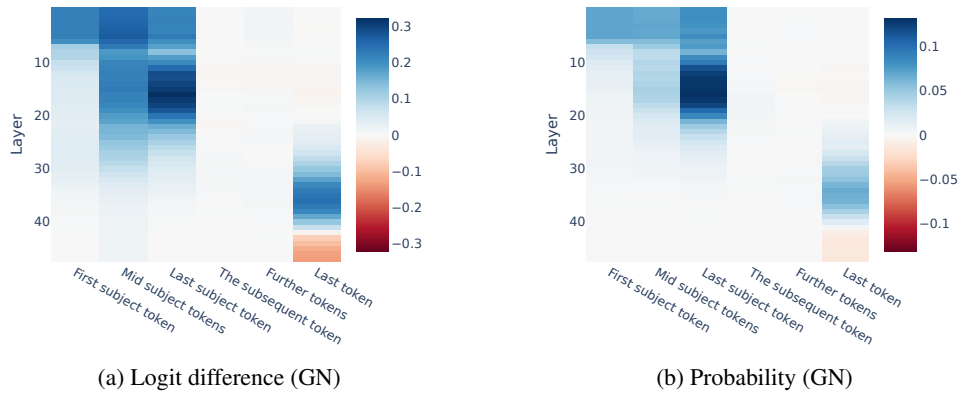 0.3
0.2
0.1
0
−0.1
−0.2
−0.3
10
20
30
40
Layer
First subject token
Mid subject tokens
Last subject token
The subsequent token
Further tokens
Last token
(a) Logit difference (GN)
0.1
0.05
0
−0.05
−0.1
10
20
30
40
Layer
First subject token
Mid subject tokens
Last subject token
The subsequent token
Further tokens
Last token
(b) Probability (GN)